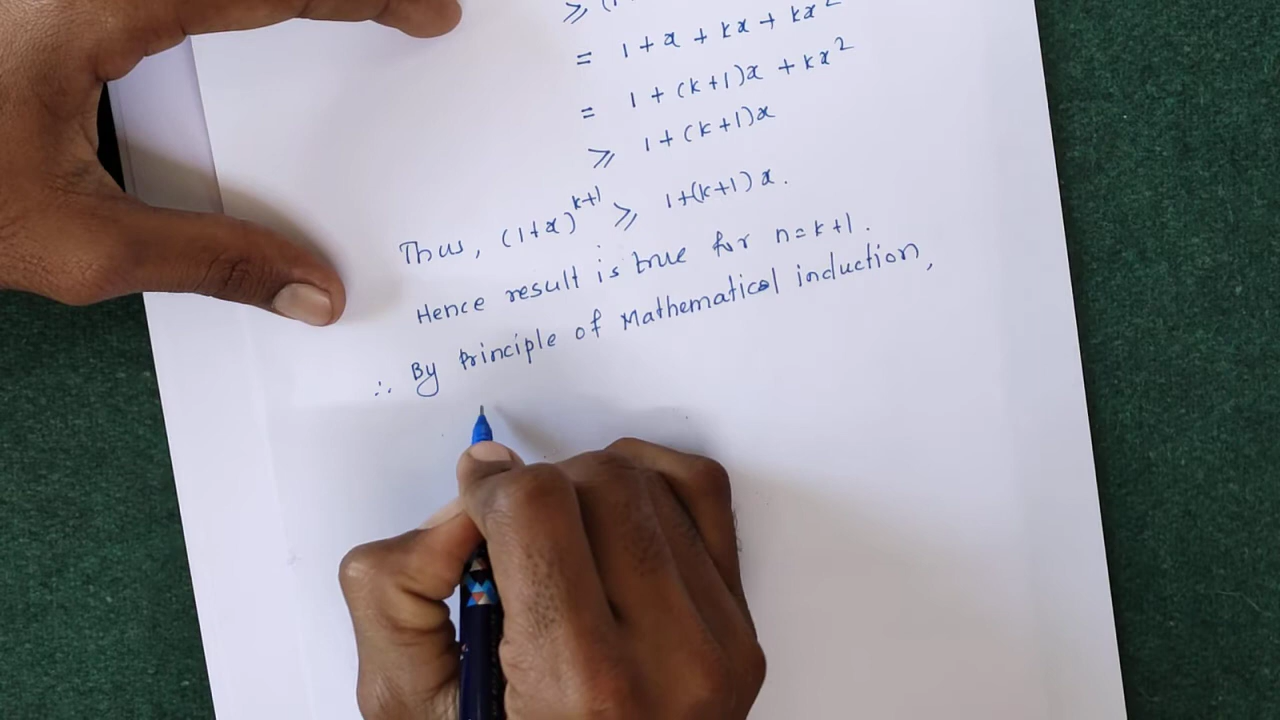 ≥ (1
= 1 + x + kx + kx²
= 1 + (k+1)x + kx²
≥ 1 + (k+1)x
Thus, (1+x)^{k+1} ≥ 1+(k+1)x.
Hence result is true for n=k+1.
∴ By Principle of Mathematical induction,